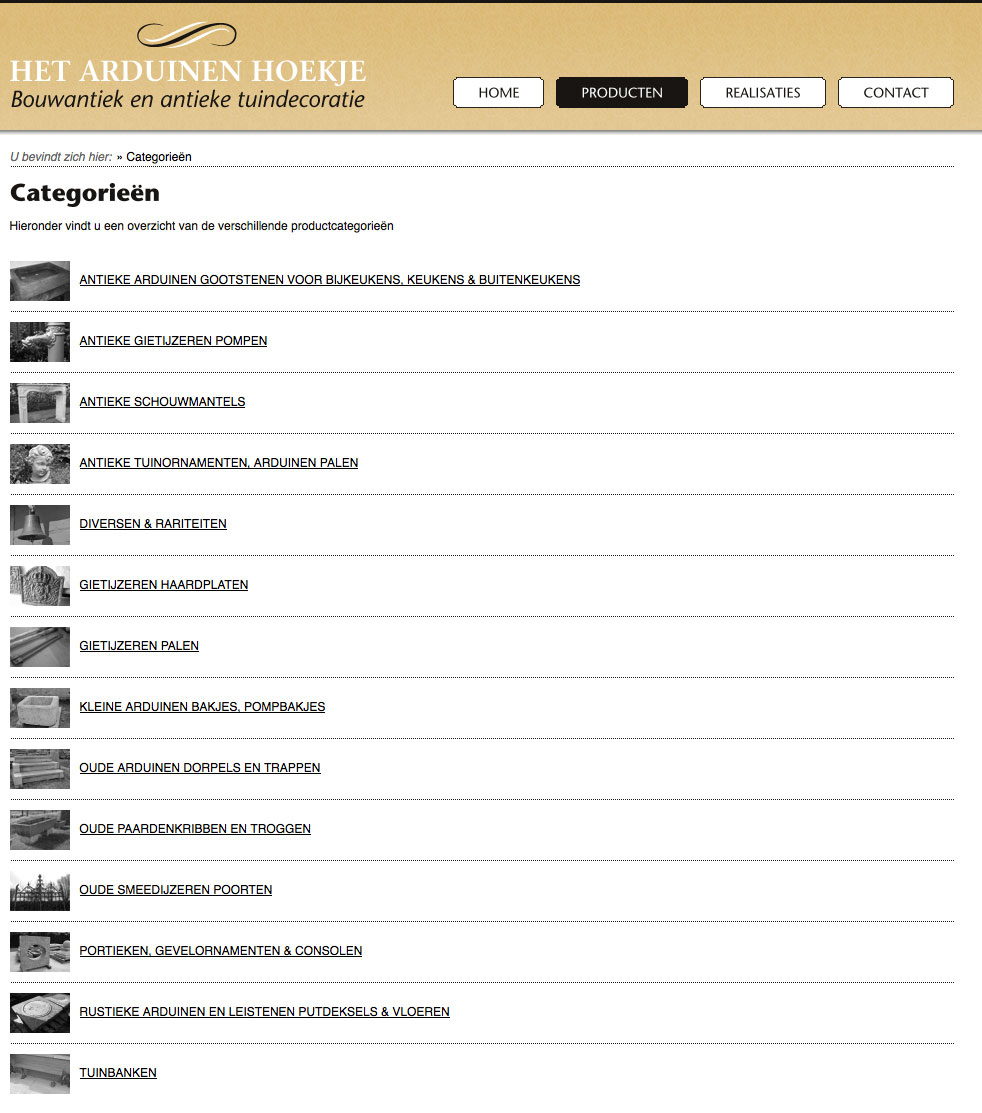 HET ARDUINEN HOEKJE
Bouwantiek en antieke tuindecoratie
HOME PRODUCTEN REALISATIES CONTACT
U bevindt zich hier: » Categorieën
Categorieën
Hieronder vindt u een overzicht van de verschillende productcategorieën
ANTIEKE ARDUINEN GOOTSTENEN VOOR BIJKEUKENS, KEUKENS & BUITENKEUKENS
ANTIEKE GIETIJZEREN POMPEN
ANTIEKE SCHOUWMANTELS
ANTIEKE TUINORNAMENTEN, ARDUINEN PALEN
DIVERSEN & RARITEITEN
GIETIJZEREN HAARDPLATEN
GIETIJZEREN PALEN
KLEINE ARDUINEN BAKJES, POMPBAKJES
OUDE ARDUINEN DORPELS EN TRAPPEN
OUDE PAARDENKRIBBEN EN TROGGEN
OUDE SMEEDIJZEREN POORTEN
PORTIEKEN, GEVELORNAMENTEN & CONSOLEN
RUSTIEKE ARDUINEN EN LEISTENEN PUTDEKSELS & VLOEREN
TUINBANKEN